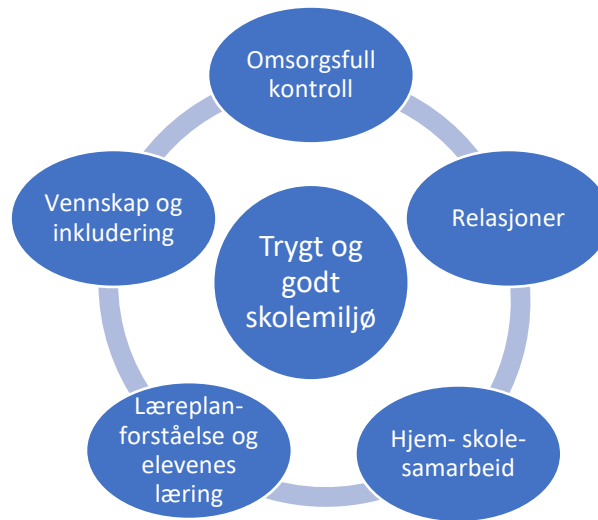 Omsorgsfull
kontroll
Relasjoner
Hjem- skole-
samarbeid
Læreplan-
forståelse og
elevenes
læring
Vennskap og
inkludering
Trygt og
godt
skolemiljø